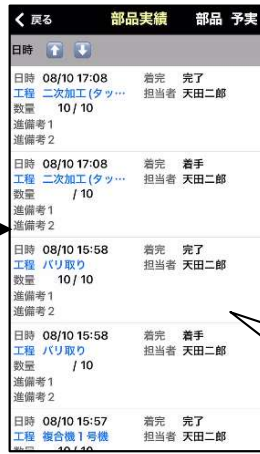 戻る 部品実績 部品 予実
日時
日時 08/10 17:08 着完 完了
工程 二次加工(タッ… 担当者 天田二郎
数量 10 / 10
進備考1
進備考2
日時 08/10 17:08 着完 着手
工程 二次加工(タッ… 担当者 天田二郎
数量 / 10
進備考1
進備考2
日時 08/10 15:58 着完 完了
工程 バリ取り 担当者 天田二郎
数量 10 / 10
進備考1
進備考2
日時 08/10 15:58 着完 着手
工程 バリ取り 担当者 天田二郎
数量 / 10
進備考1
進備考2
日時 08/10 15:57 着完 完了
工程 複合機1号機 担当者 天田二郎
数量 10 / 10